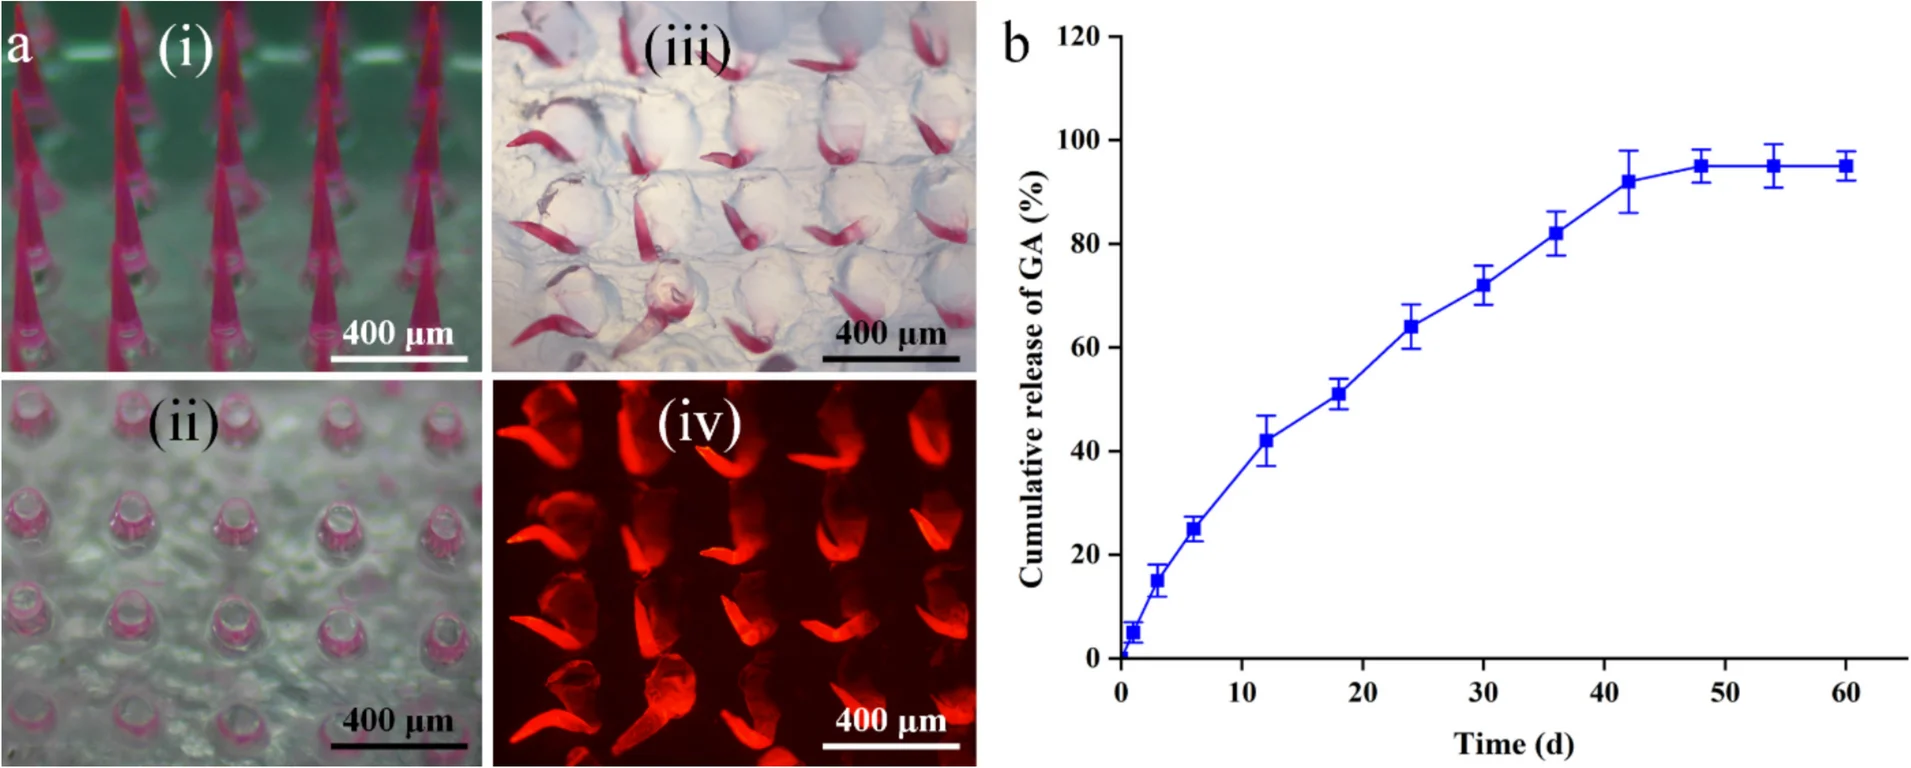 a
(i)
400 μm
(iii)
400 μm
(ii)
400 μm
(iv)
400 μm
b
Cumulative release of GA (%)
120
100
80
60
40
20
0
0 10 20 30 40 50 60
Time (d)